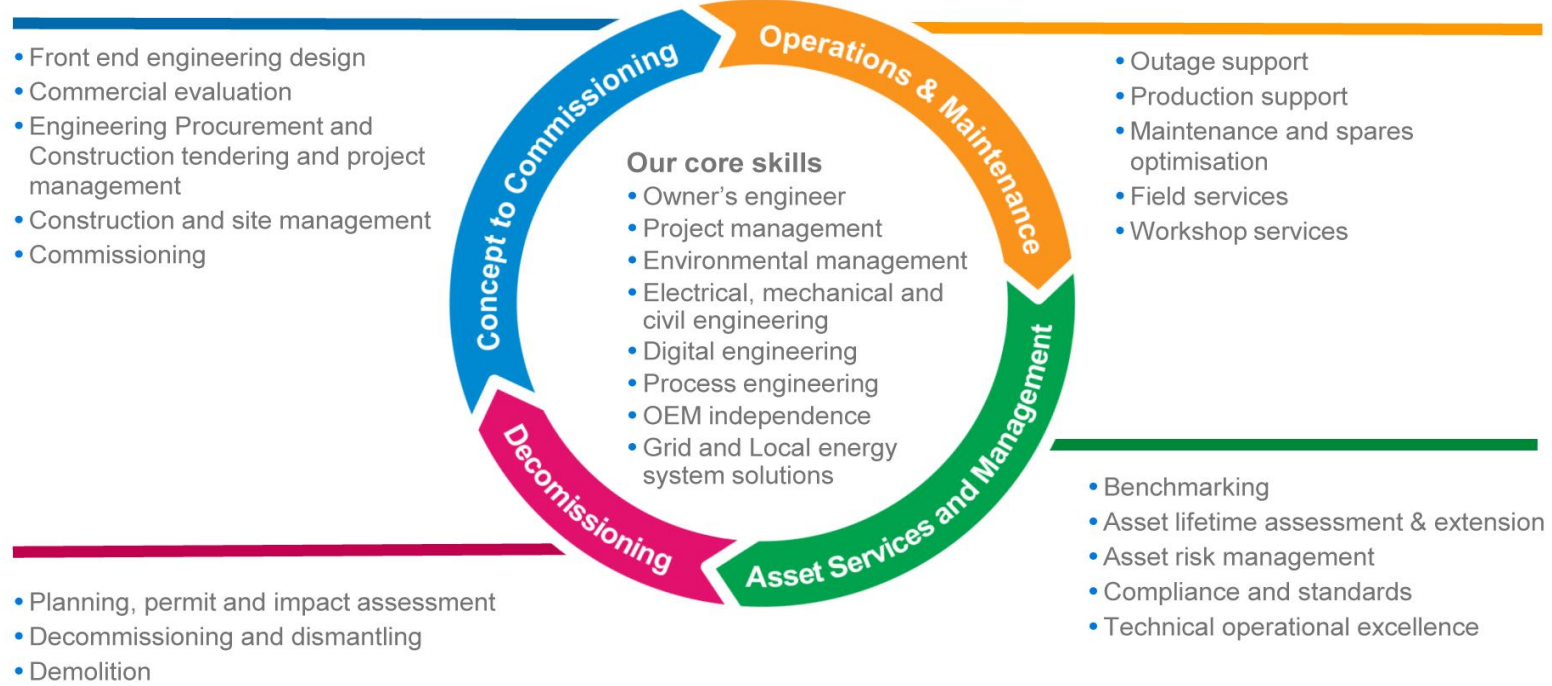 Concept to Commissioning
• Front end engineering design
• Commercial evaluation
• Engineering Procurement and
Construction tendering and project
management
• Construction and site management
• Commissioning
Operations & Maintenance
• Outage support
• Production support
• Maintenance and spares
optimisation
• Field services
• Workshop services
Our core skills
• Owner’s engineer
• Project management
• Environmental management
• Electrical, mechanical and
civil engineering
• Digital engineering
• Process engineering
• OEM independence
• Grid and Local energy
system solutions
Asset Services and Management
• Benchmarking
• Asset lifetime assessment & extension
• Asset risk management
• Compliance and standards
• Technical operational excellence
Decomissioning
• Planning, permit and impact assessment
• Decommissioning and dismantling
• Demolition